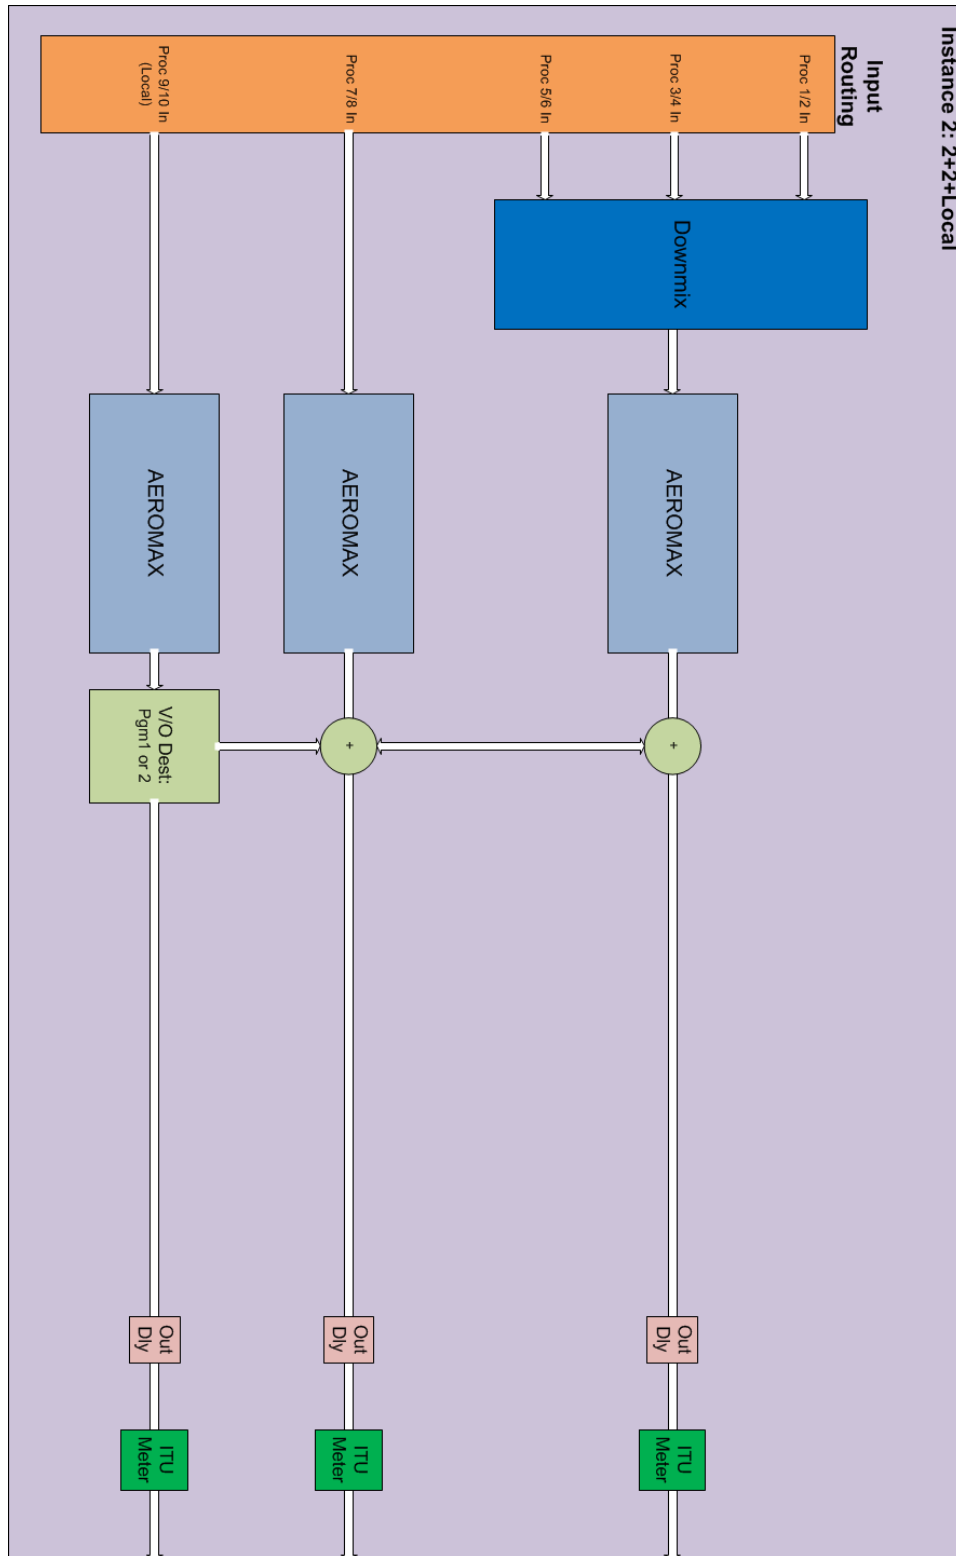 Instance 2: 2+2+Local
Input
Routing
Proc 1/2 In
Proc 3/4 In
Proc 5/6 In
Proc 7/8 In
Proc 9/10 In
(Local)
Downmix
AEROMAX
AEROMAX
AEROMAX
+
+
V/O Dest:
Pgm1 or 2
Out
Dly
Out
Dly
Out
Dly
ITU
Meter
ITU
Meter
ITU
Meter